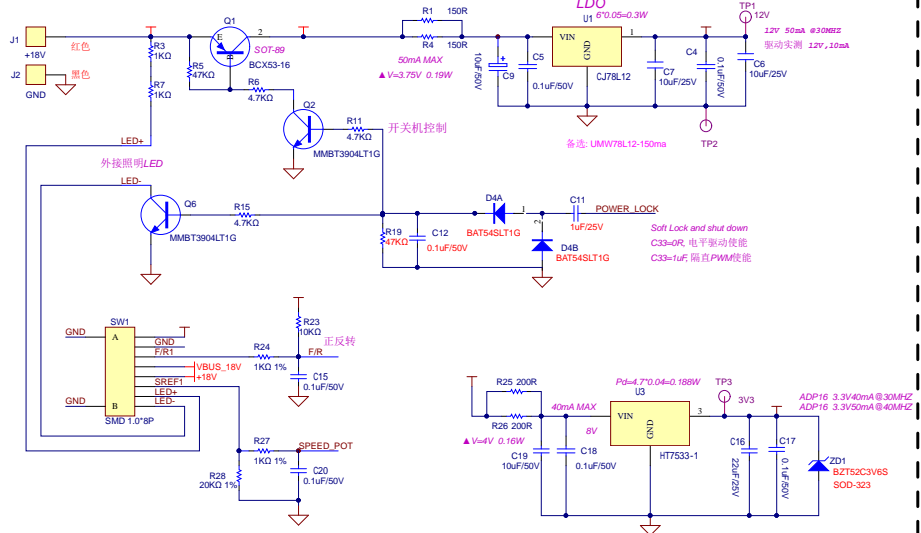 LDO
J1
+18V
红色
J2
GND
黑色
R3
1KΩ
R7
1KΩ
R5
47KΩ
Q1
E
2
SOT-89
BCX53-16
R6
4.7KΩ
Q2
MMBT3904LT1G
R11
4.7KΩ
开关机控制
R1
150R
R4
150R
50mA MAX
▲V=3.75V 0.19W
10uF/50V
C9
C5
0.1uF/50V
U1
6*0.05=0.3W
VIN
GND
1
CJ78L12
C7
10uF/25V
C4
0.1uF/50V
TP1
12V
C6
10uF/25V
TP2
12V 50mA @30MHZ
驱动实测 12V,10mA
备选: UMW78L12-150ma
LED+
外接照明LED
LED-
Q6
MMBT3904LT1G
R15
4.7KΩ
R19
47KΩ
C12
0.1uF/50V
D4A
BAT54SLT1G
1
2
D4B
BAT54SLT1G
C11
1uF/25V
POWER_LOCK
Soft Lock and shut down
C33=0R, 电平驱动使能
C33=1uF, 隔直PWM使能
SW1
GND
A
GND
F/R1
VBUS_18V
+18V
SREF1
LED+
LED-
GND
B
SMD 1.0*8P
R23
10KΩ
正反转
R24
1KΩ 1%
F/R
C15
0.1uF/50V
R27
1KΩ 1%
SPEED_POT
R28
20KΩ 1%
C20
0.1uF/50V
R25 200R
R26 200R
▲V=4V 0.16W
40mA MAX
8V
C19
10uF/50V
C18
0.1uF/50V
Pd=4.7*0.04=0.188W
U3
VIN
GND
3
HT7533-1
TP3
3V3
C16
22uF/25V
C17
0.1uF/50V
ADP16 3.3V40mA@30MHZ
ADP16 3.3V50mA@40MHZ
ZD1
BZT52C3V6S
SOD-323